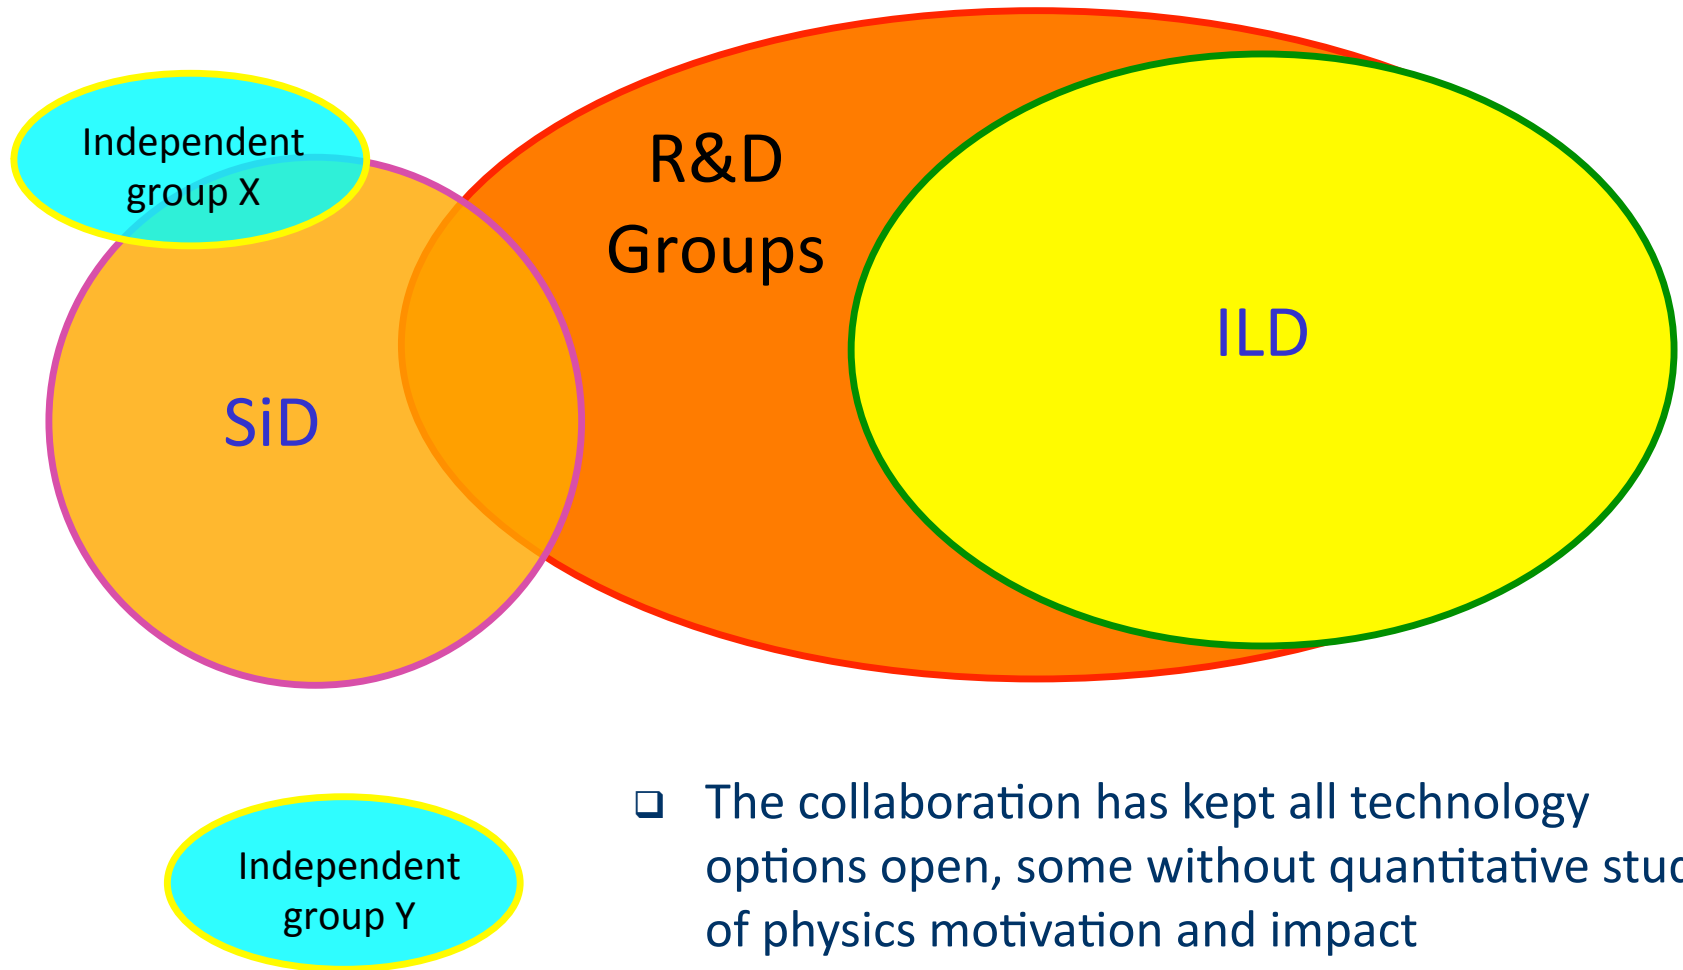 Independent
group X
R&D
Groups
ILD
SiD
Independent
group Y
❑ The collaboration has kept all technology
options open, some without quantitative
of physics motivation and impact